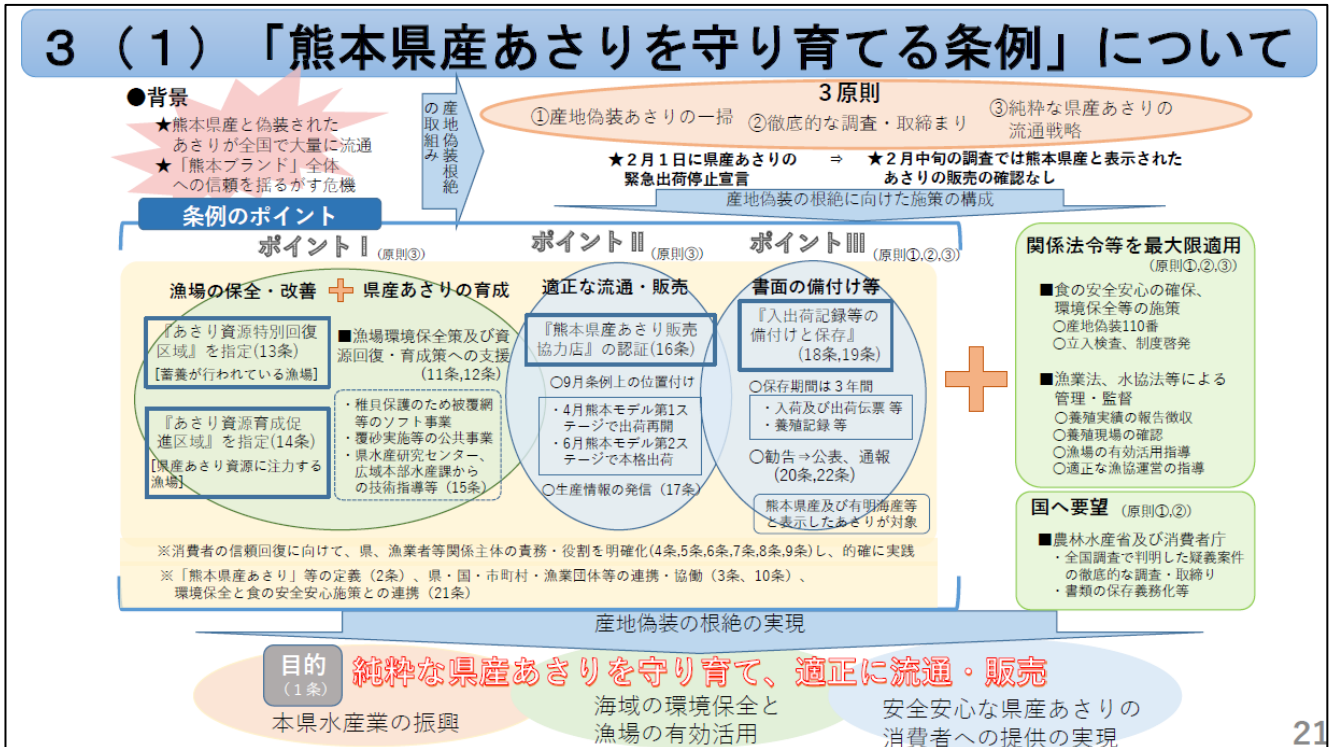 3（1）「熊本県産あさりを守り育てる条例」について
●背景
★熊本県産と偽装された
あさりが全国で大量に流通
★「熊本ブランド」全体
への信頼を揺るがす危機
産地偽装根絶
の取組み
3原則
①産地偽装あさりの一掃
②徹底的な調査・取締まり
③純粋な県産あさりの
流通戦略
★2月1日に県産あさりの
緊急出荷停止宣言
⇒
★2月中旬の調査では熊本県産と表示された
あさりの販売の確認なし
産地偽装の根絶に向けた施策の構成
条例のポイント
ポイントⅠ(原則③)
漁場の保全・改善
県産あさりの育成
『あさり資源特別回復
区域』を指定(13条)
[蓄養が行われている漁場]
『あさり資源育成促
進区域』を指定(14条)
[県産あさり資源に注力する
漁場]
■漁場環境保全策及び資
源回復・育成策への支援
(11条,12条)
・稚貝保護のため被覆網
等のソフト事業
・覆砂実施等の公共事業
・県水産研究センター、
広域本部水産課から
の技術指導等（15条）
ポイントⅡ(原則③)
適正な流通・販売
『熊本県産あさり販売
協力店』の認証(16条)
○9月条例上の位置付け
・4月熊本モデル第1ス
テージで出荷再開
・6月熊本モデル第2ス
テージで本格出荷
○生産情報の発信（17条）
ポイントⅢ(原則①,②,③)
書面の備付け等
『入出荷記録等の
備付けと保存』
(18条,19条)
○保存期間は3年間
・入荷及び出荷伝票 等
・養殖記録 等
○勧告⇒公表、通報
(20条,22条)
熊本県産及び有明海産等
と表示したあさりが対象
※消費者の信頼回復に向けて、県、漁業者等関係主体の責務・役割を明確化(4条,5条,6条,7条,8条,9条)し、的確に実践
※「熊本県産あさり」等の定義（2条）、県・国・市町村・漁業団体等の連携・協働（3条、10条）、
環境保全と食の安全安心施策との連携（21条）
関係法令等を最大限適用
(原則①,②,③)
■食の安全安心の確保、
環境保全等の施策
○産地偽装110番
○立入検査、制度啓発
■漁業法、水協法等による
管理・監督
○養殖実績の報告徴収
○養殖現場の確認
○漁場の有効活用指導
○適正な漁協運営の指導
国へ要望 (原則①,②)
■農林水産省及び消費者庁
・全国調査で判明した疑義案件
の徹底的な調査・取締り
・書類の保存義務化等
産地偽装の根絶の実現
目的
（1条）
純粋な県産あさりを守り育て、適正に流通・販売
本県水産業の振興
海域の環境保全と
漁場の有効活用
安全安心な県産あさりの
消費者への提供の実現
21